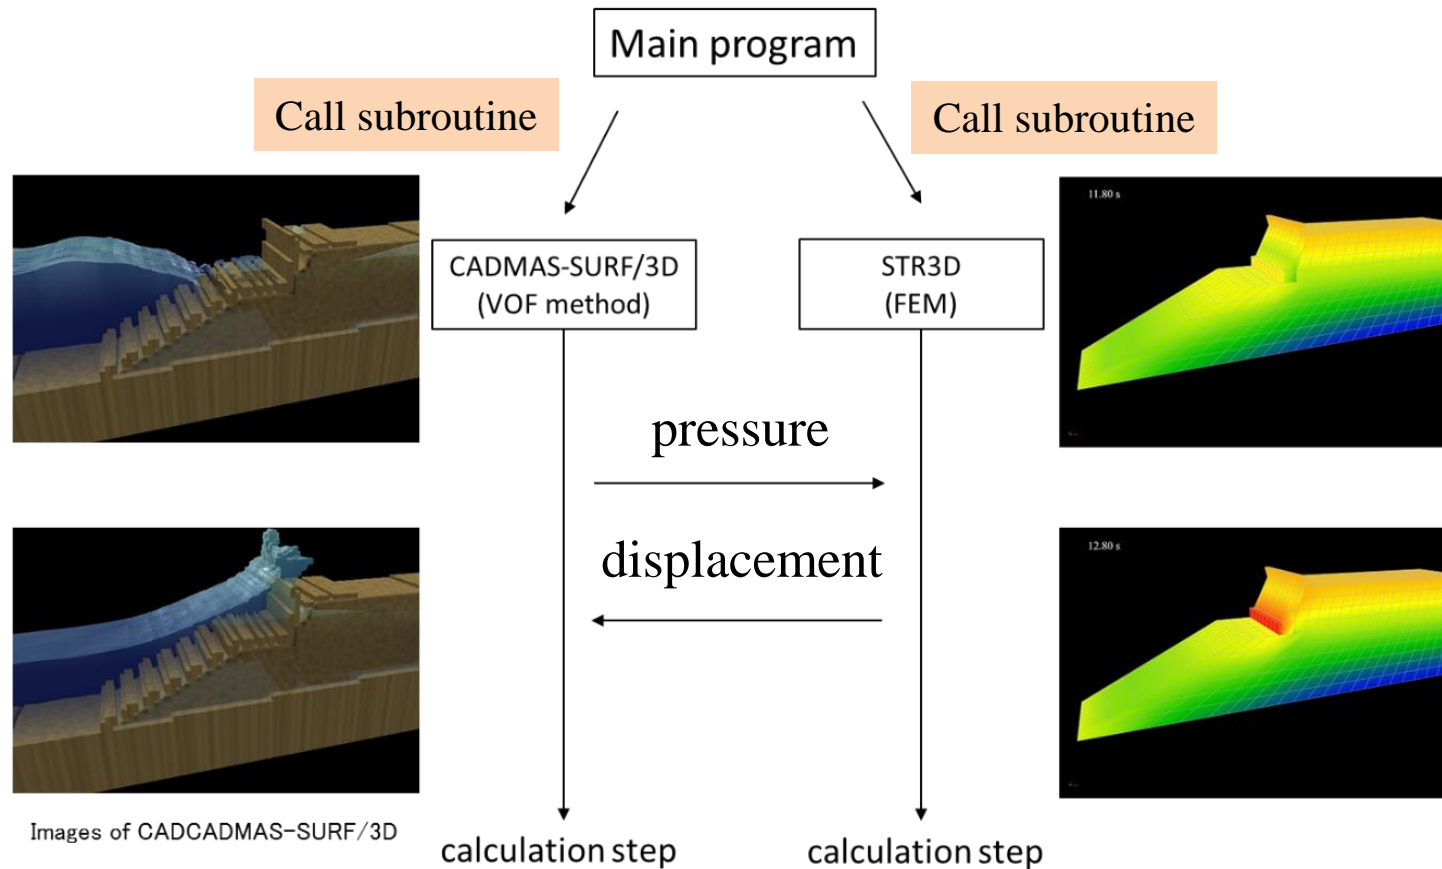 Main program
Call subroutine
Call subroutine
11.80 s
CADMAS-SURF/3D
(VOF method)
STR3D
(FEM)
pressure
displacement
12.80 s
Images of CADCADMAS-SURF/3D
calculation step
calculation step